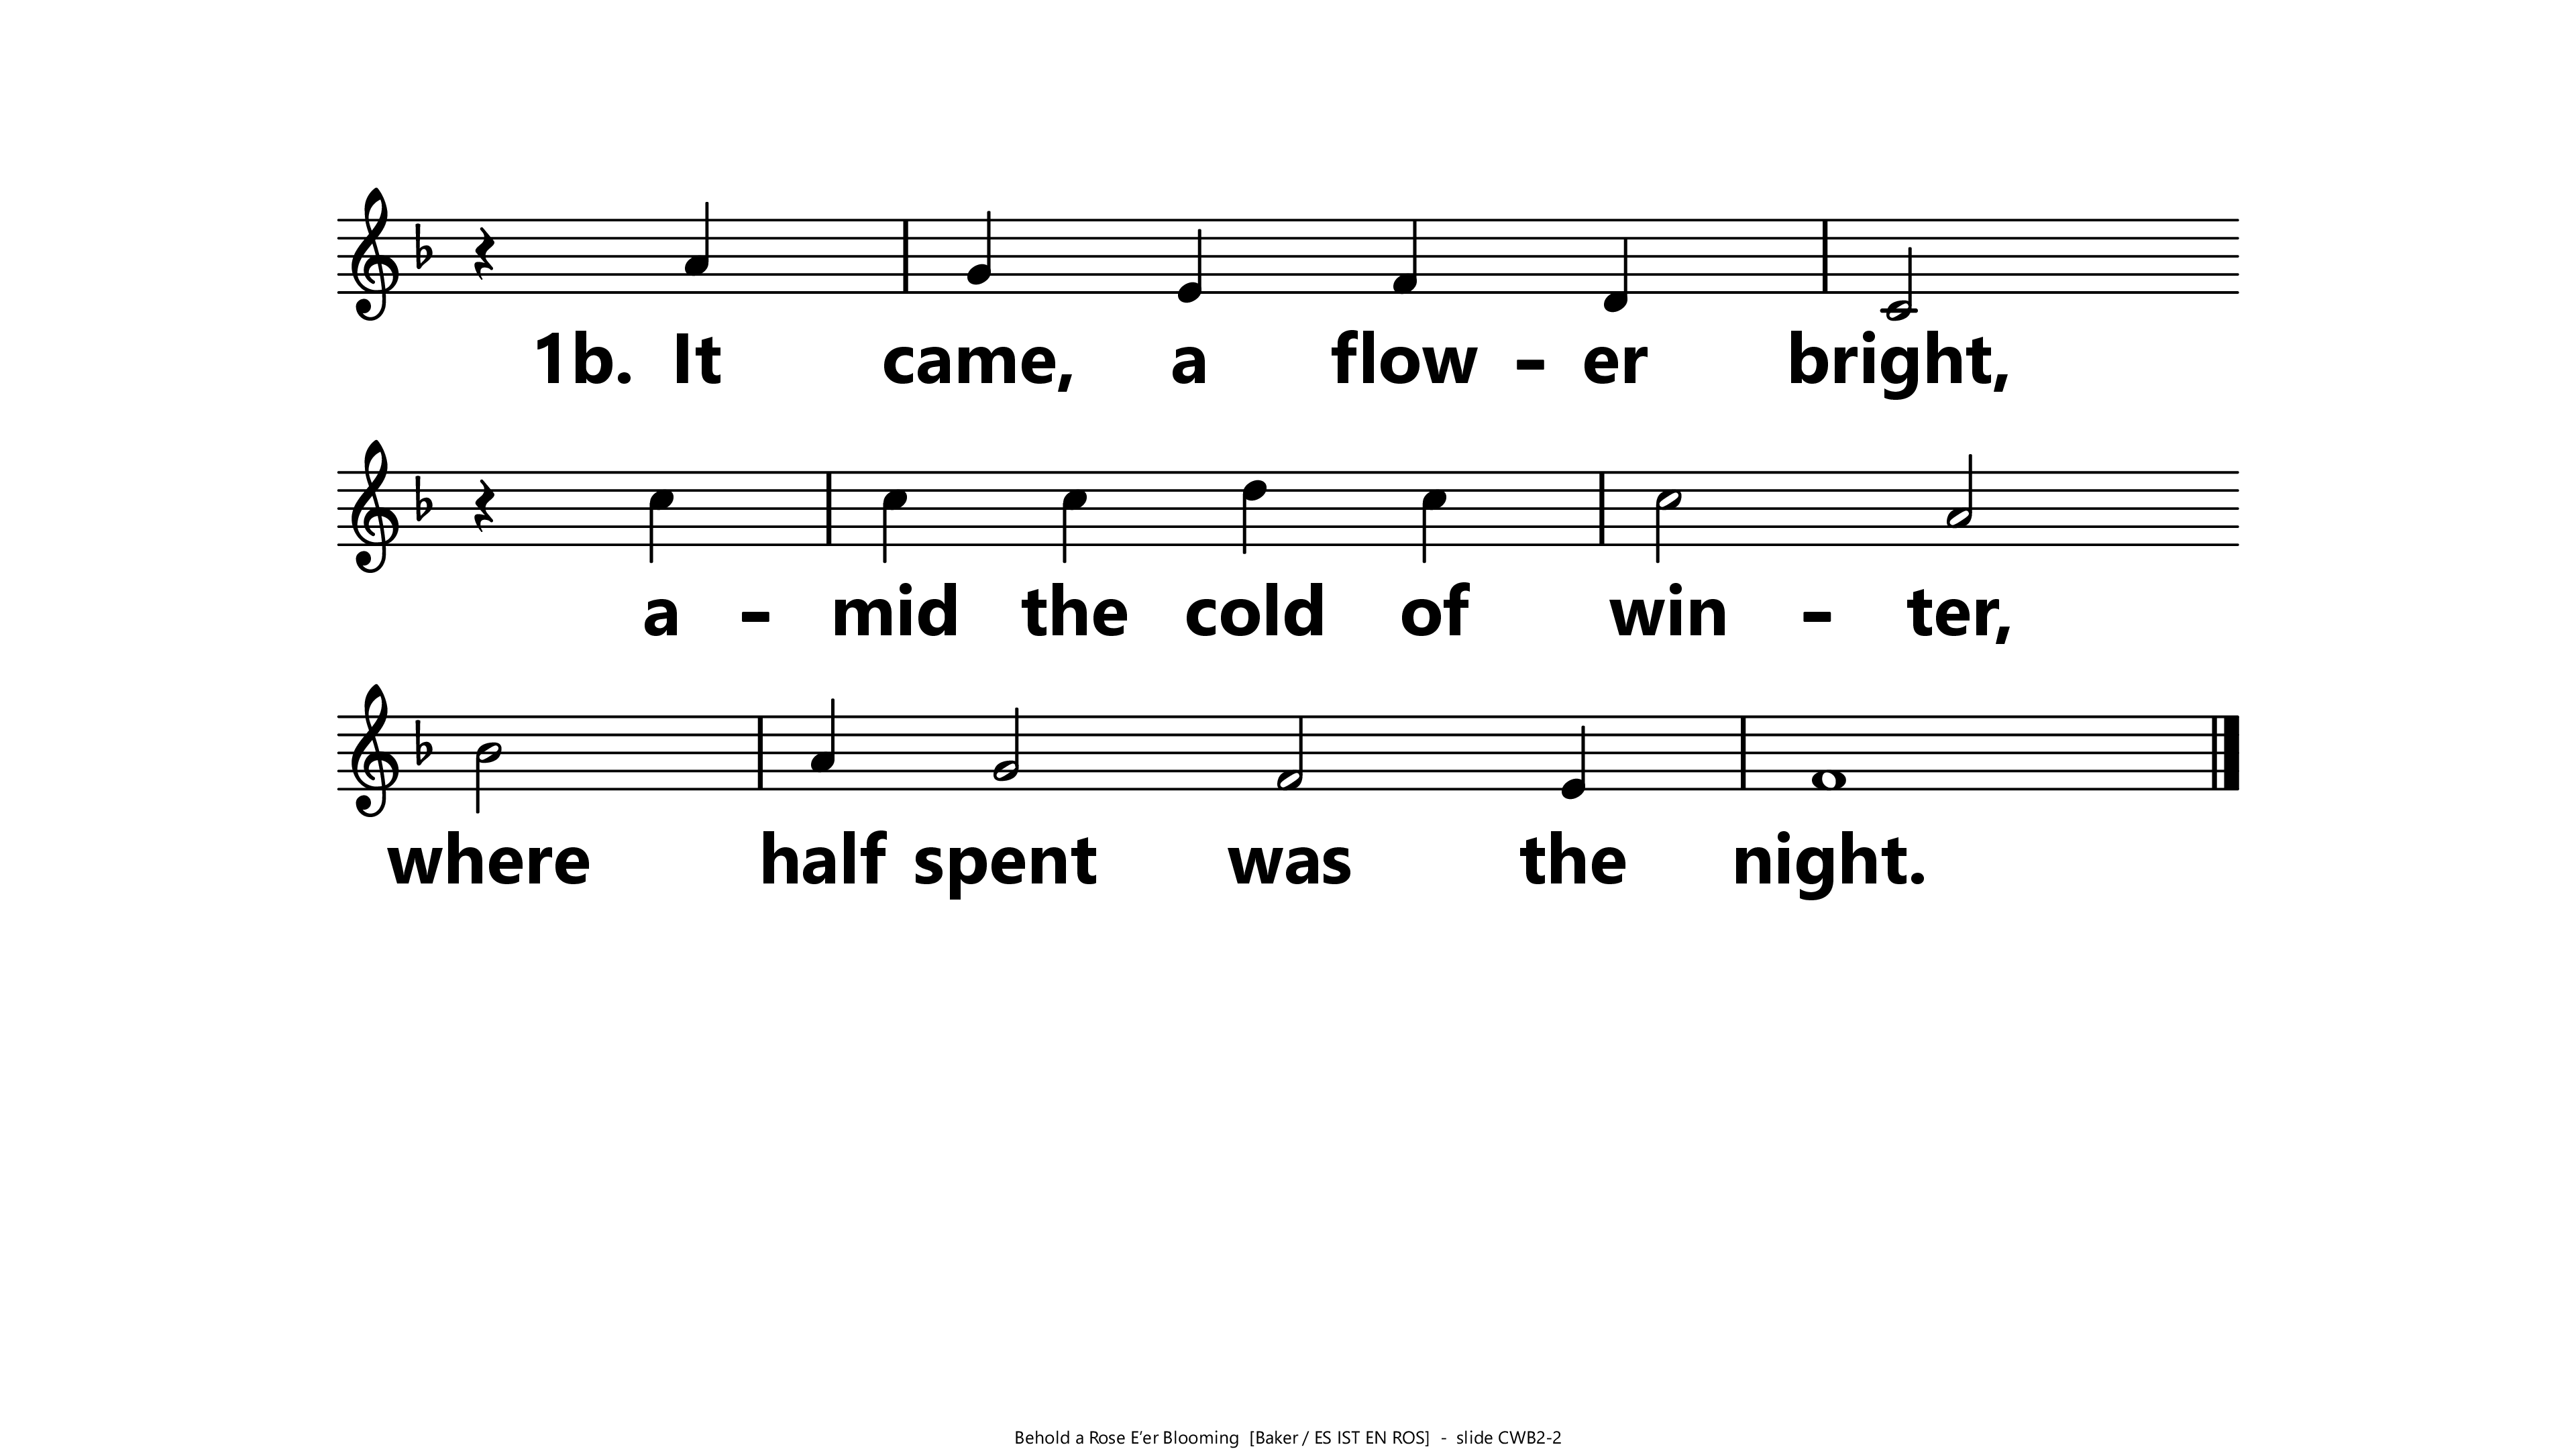 1b. It came, a flow - er bright,
a - mid the cold of win - ter,
where half spent was the night.
Behold a Rose E'er Blooming [Baker / ES IST EN ROS] - slide CWB2-2